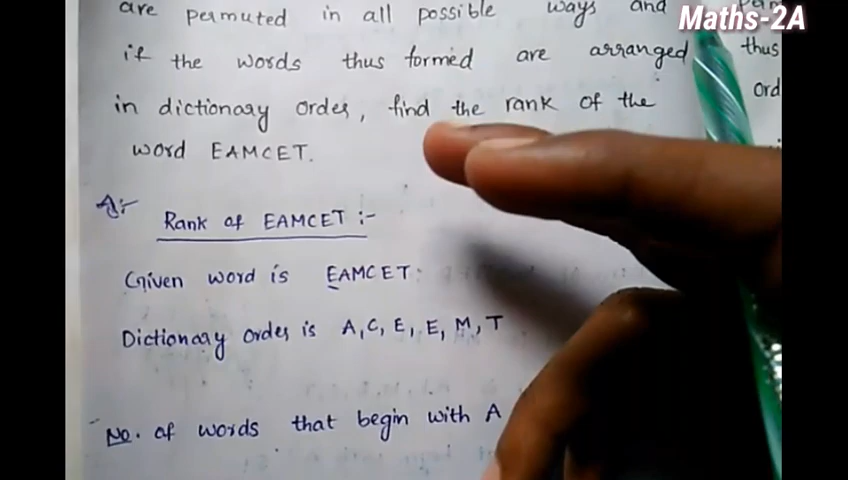 are permuted in all possible ways and
Maths-2A
if the words thus formed are arranged thus
in dictionary order, find the rank of the Ord
word EAMCET.
A:-
Rank of EAMCET :-
Given word is EAMCET:
Dictionary order is A, C, E, E, M, T
No. of words that begin with A